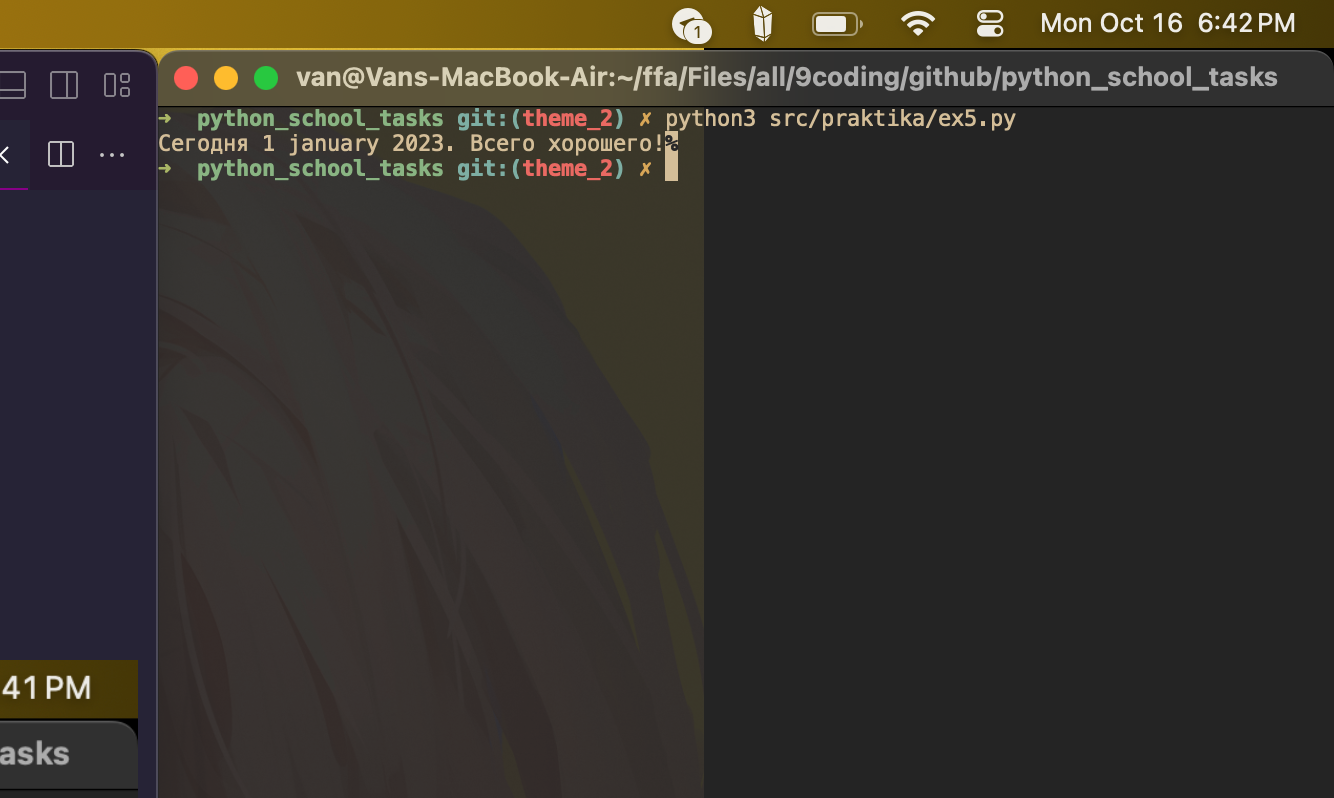 1
Mon Oct 16 6:42 PM
van@Vans-MacBook-Air:~/ffa/Files/all/9coding/github/python_school_tasks
➜ python_school_tasks git:(theme_2) ✗ python3 src/praktika/ex5.py
Сегодня 1 january 2023. Всего хорошего!%
➜ python_school_tasks git:(theme_2) ✗
41 PM
asks